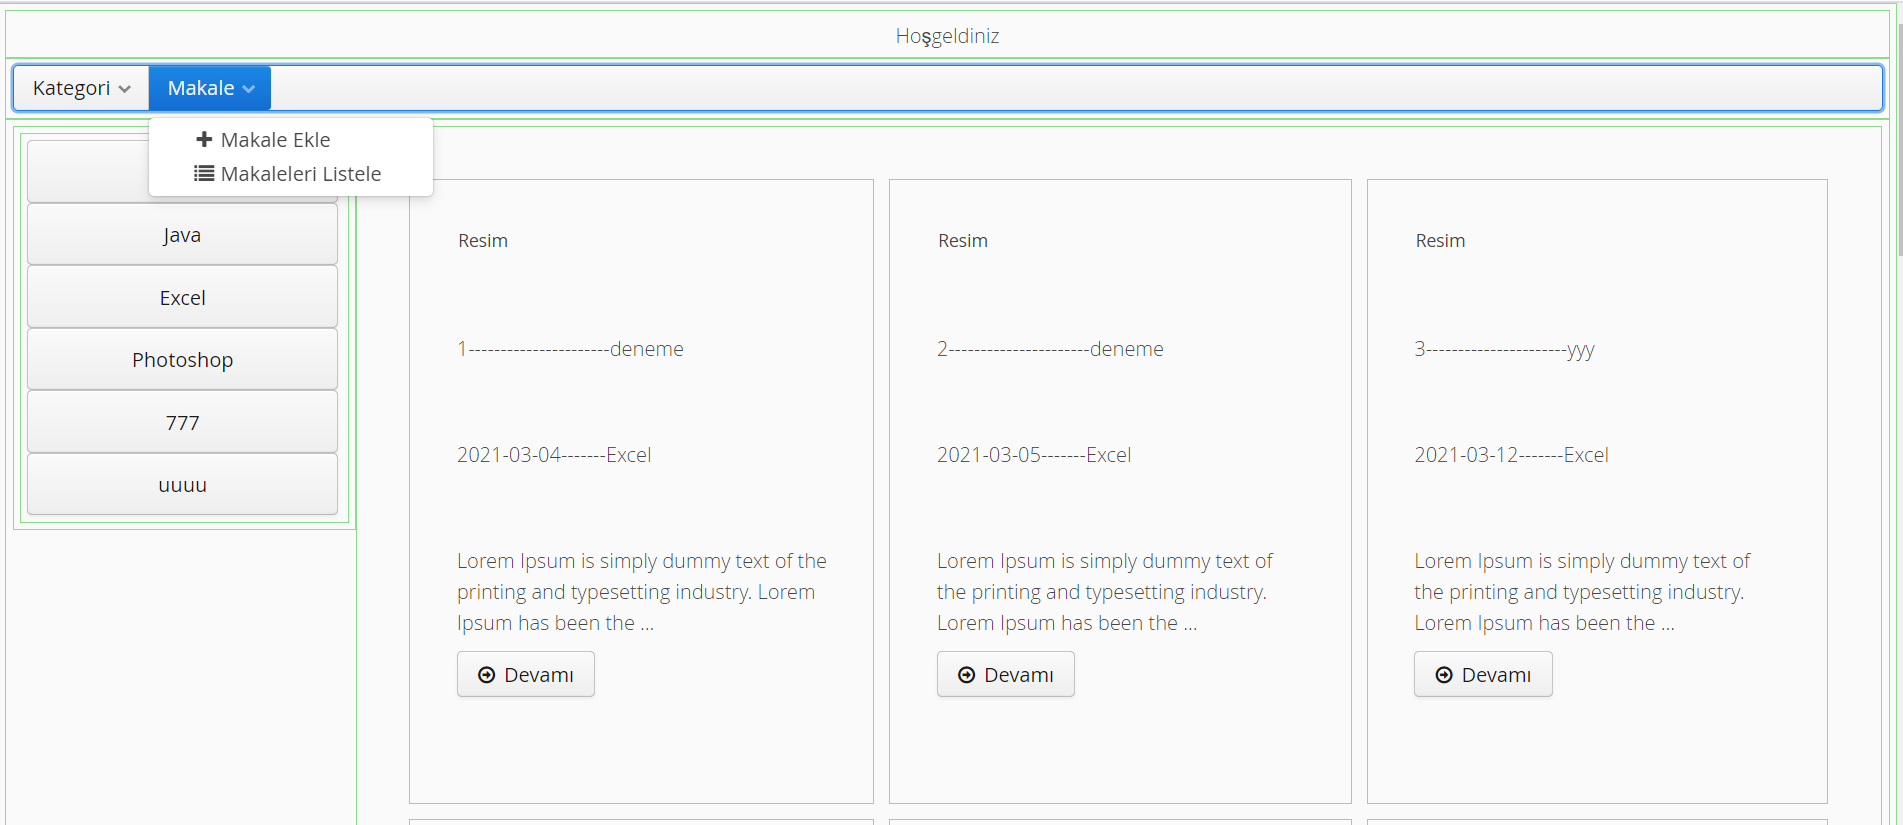 Hoşgeldiniz
Kategori
Makale
Makale Ekle
Makaleleri Listele
Java
Excel
Photoshop
777
uuuu
Resim
1----------------------deneme
2021-03-04-------Excel
Lorem Ipsum is simply dummy text of the
printing and typesetting industry. Lorem
Ipsum has been the ...
Devamı
Resim
2----------------------deneme
2021-03-05-------Excel
Lorem Ipsum is simply dummy text of
the printing and typesetting industry.
Lorem Ipsum has been the ...
Devamı
Resim
3----------------------yyy
2021-03-12-------Excel
Lorem Ipsum is simply dummy text of
the printing and typesetting industry.
Lorem Ipsum has been the ...
Devamı